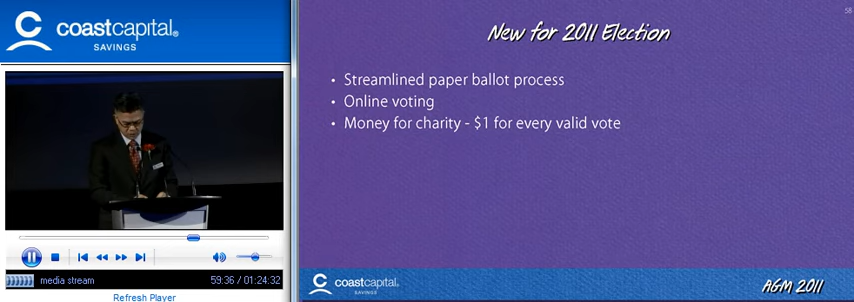 coastcapital®
SAVINGS
media stream
59:36 / 01:24:32
Refresh Player
58
New for 2011 Election
• Streamlined paper ballot process
• Online voting
• Money for charity - $1 for every valid vote
coastcapital®
SAVINGS
AGM 2011